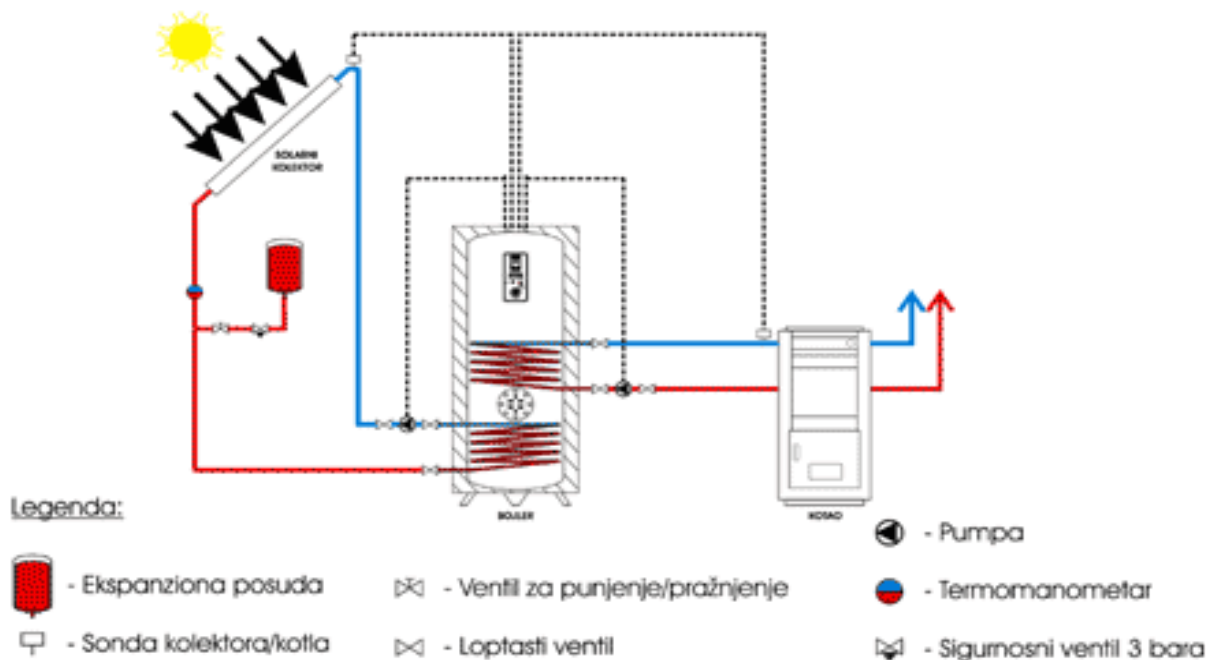 SOLARNI
KOLEKTOR
BOJLER
KOTAO
Legenda:
- Pumpa
- Ekspanziona posuda
- Ventil za punjenje/pražnjenje
- Termomanometar
- Sonda kolektora/kotla
- Loptasti ventil
- Sigurnosni ventil 3 bara